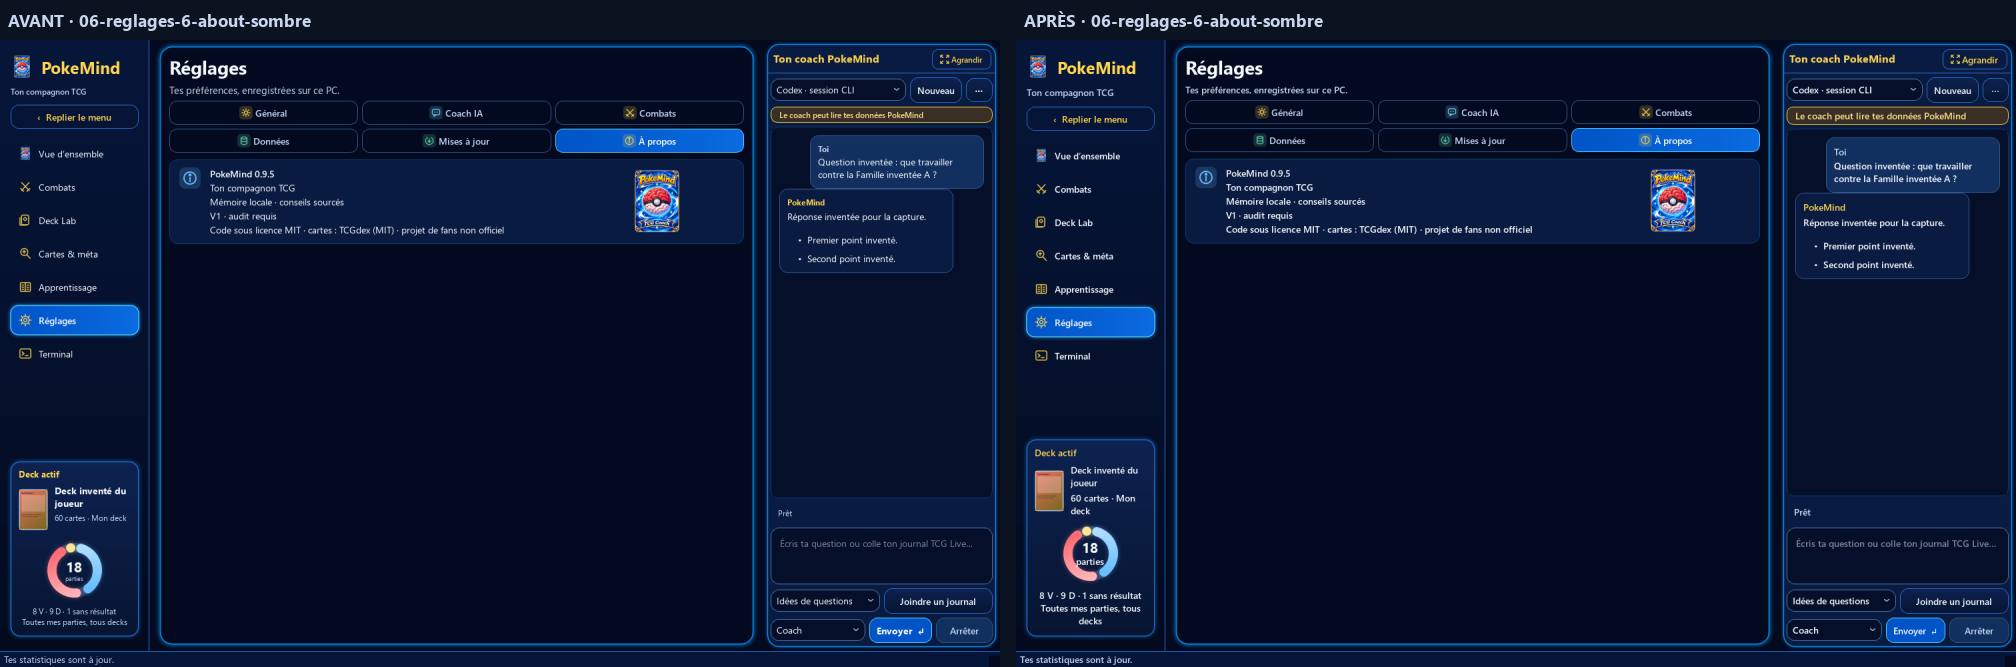 AVANT · 06-reglages-6-about-sombre
PokeMind
Ton compagnon TCG
‹ Replier le menu
Vue d'ensemble
Combats
Deck Lab
Cartes & méta
Apprentissage
Réglages
Terminal
Deck actif
Deck inventé du
joueur
60 cartes · Mon deck
18
parties
8 V · 9 D · 1 sans résultat
Toutes mes parties, tous decks
Réglages
Tes préférences, enregistrées sur ce PC.
Général
Coach IA
Combats
Données
Mises à jour
À propos
PokeMind 0.9.5
Ton compagnon TCG
Mémoire locale · conseils sourcés
V1 · audit requis
Code sous licence MIT · cartes : TCGdex (MIT) · projet de fans non officiel
PokeMind
TCG Coach
Ton coach PokeMind
Agrandir
Codex · session CLI
Nouveau
...
Le coach peut lire tes données PokeMind
Toi
Question inventée : que travailler
contre la Famille inventée A ?
PokeMind
Réponse inventée pour la capture.
• Premier point inventé.
• Second point inventé.
Prêt
Écris ta question ou colle ton journal TCG Live...
Idées de questions
Joindre un journal
Coach
Envoyer ↲
Arrêter
Tes statistiques sont à jour.
APRÈS · 06-reglages-6-about-sombre
PokeMind
Ton compagnon TCG
‹ Replier le menu
Vue d'ensemble
Combats
Deck Lab
Cartes & méta
Apprentissage
Réglages
Terminal
Deck actif
Deck inventé du
joueur
60 cartes · Mon
deck
18
parties
8 V · 9 D · 1 sans résultat
Toutes mes parties, tous
decks
Réglages
Tes préférences, enregistrées sur ce PC.
Général
Coach IA
Combats
Données
Mises à jour
À propos
PokeMind 0.9.5
Ton compagnon TCG
Mémoire locale · conseils sourcés
V1 · audit requis
Code sous licence MIT · cartes : TCGdex (MIT) · projet de fans non officiel
PokeMind
TCG Coach
Ton coach PokeMind
Agrandir
Codex · session CLI
Nouveau
...
Le coach peut lire tes données PokeMind
Toi
Question inventée : que travailler
contre la Famille inventée A ?
PokeMind
Réponse inventée pour la capture.
• Premier point inventé.
• Second point inventé.
Prêt
Écris ta question ou colle ton journal TCG Live...
Idées de questions
Joindre un journal
Coach
Envoyer ↲
Arrêter
Tes statistiques sont à jour.